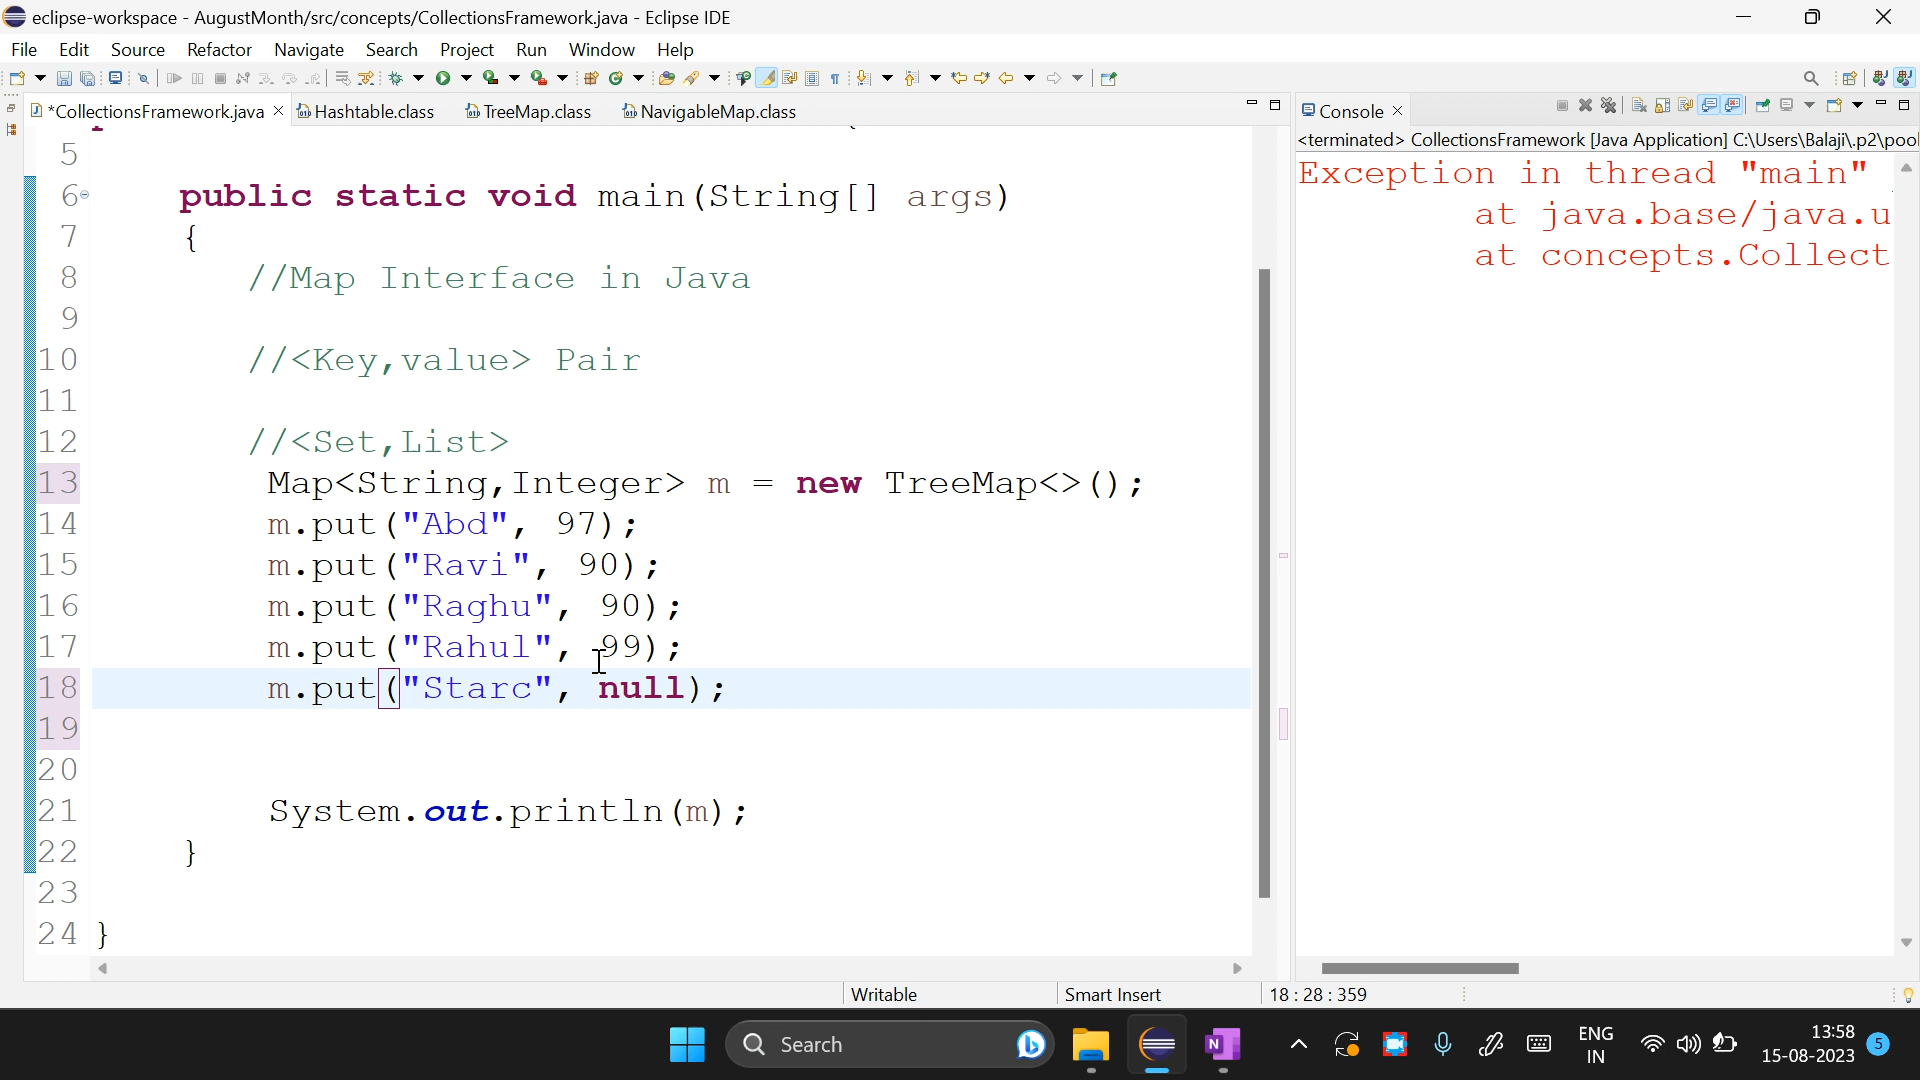 eclipse-workspace - AugustMonth/src/concepts/CollectionsFramework.java - Eclipse IDE
File Edit Source Refactor Navigate Search Project Run Window Help
*CollectionsFramework.java Hashtable.class TreeMap.class NavigableMap.class
Console
<terminated> CollectionsFramework [Java Application] C:\Users\Balaji\.p2\pool
Exception in thread "main"
at java.base/java.u
at concepts.Collect
5
6 public static void main(String[] args)
7 {
8 //Map Interface in Java
9
10 //<Key,value> Pair
11
12 //<Set,List>
13 Map<String,Integer> m = new TreeMap<>();
14 m.put("Abd", 97);
15 m.put("Ravi", 90);
16 m.put("Raghu", 90);
17 m.put("Rahul", 99);
18 m.put("Starc", null);
19
20
21 System.out.println(m);
22 }
23
24 }
Writable Smart Insert 18 : 28 : 359
Search
N
ENG
IN
13:58
15-08-2023
5